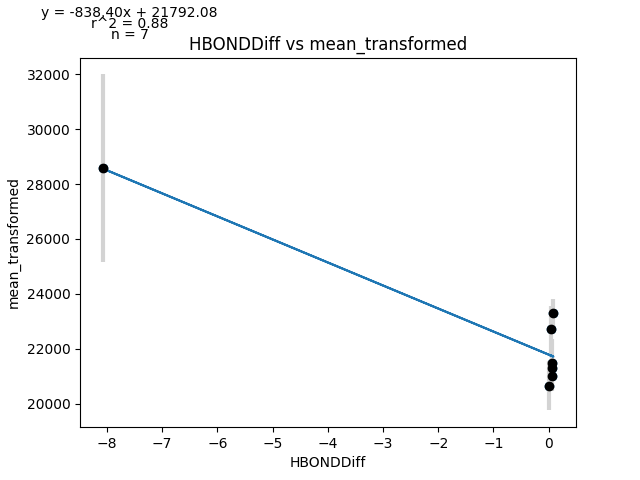 y = -838.40x + 21792.08
r^2 = 0.88
n = 7
HBONDDiff vs mean_transformed
32000
30000
28000
26000
24000
22000
20000
mean_transformed
−8
−7
−6
−5
−4
−3
−2
−1
0
HBONDDiff